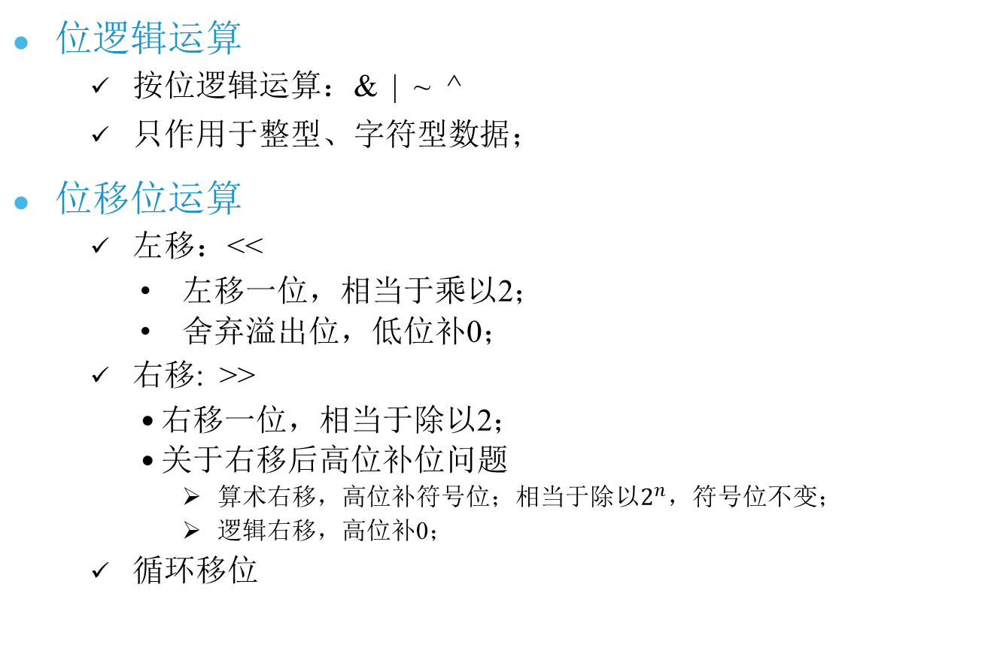 • 位逻辑运算
✓ 按位逻辑运算：& | ~ ^
✓ 只作用于整型、字符型数据；
• 位移位运算
✓ 左移：<<
• 左移一位，相当于乘以2；
• 舍弃溢出位，低位补0；
✓ 右移: >>
• 右移一位，相当于除以2；
• 关于右移后高位补位问题
➢ 算术右移，高位补符号位；相当于除以2ⁿ，符号位不变；
➢ 逻辑右移，高位补0；
✓ 循环移位